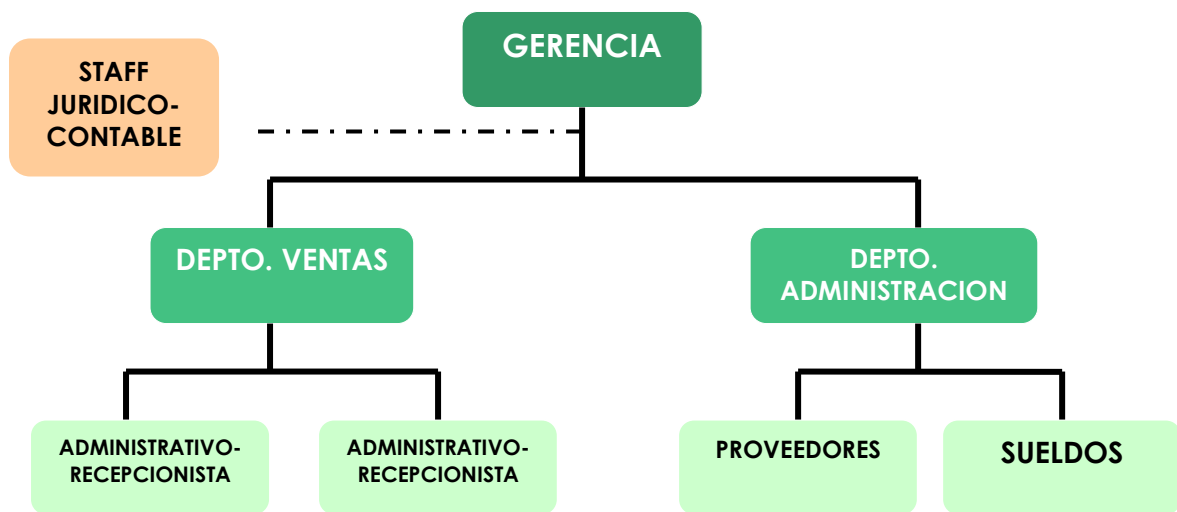 GERENCIA
STAFF
JURIDICO-
CONTABLE
DEPTO. VENTAS
DEPTO.
ADMINISTRACION
ADMINISTRATIVO-
RECEPCIONISTA
ADMINISTRATIVO-
RECEPCIONISTA
PROVEEDORES
SUELDOS